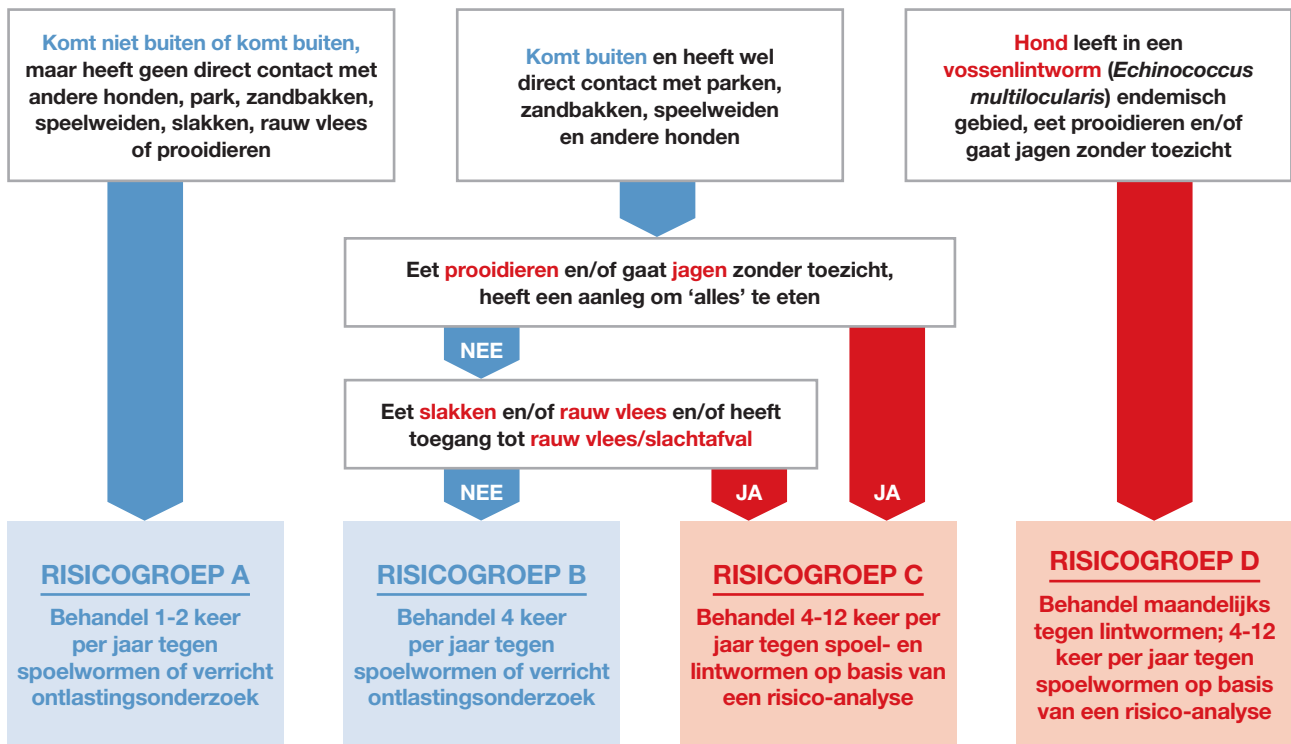 Komt niet buiten of komt buiten,
maar heeft geen direct contact met
andere honden, park, zandbakken,
speelweiden, slakken, rauw vlees
of prooidieren
Komt buiten en heeft wel
direct contact met parken,
zandbakken, speelweiden
en andere honden
Hond leeft in een
vossenlintworm (Echinococcus
multilocularis) endemisch
gebied, eet prooidieren en/of
gaat jagen zonder toezicht
Eet prooidieren en/of gaat jagen zonder toezicht,
heeft een aanleg om ‘alles’ te eten
NEE
Eet slakken en/of rauw vlees en/of heeft
toegang tot rauw vlees/slachtafval
NEE
JA
JA
RISICOGROEP A
Behandel 1-2 keer
per jaar tegen
spoelwormen of verricht
ontlastingsonderzoek
RISICOGROEP B
Behandel 4 keer
per jaar tegen
spoelwormen of verricht
ontlastingsonderzoek
RISICOGROEP C
Behandel 4-12 keer per
jaar tegen spoel- en
lintwormen op basis van
een risico-analyse
RISICOGROEP D
Behandel maandelijks
tegen lintwormen; 4-12
keer per jaar tegen
spoelwormen op basis
van een risico-analyse